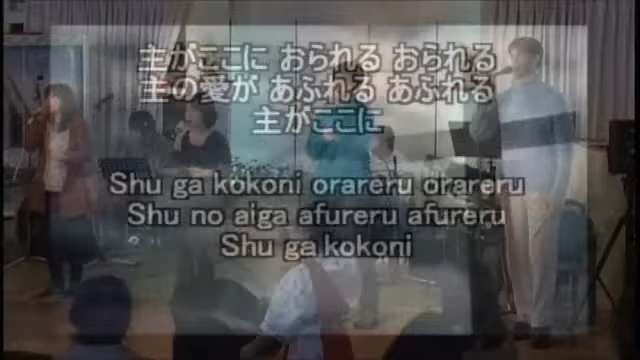 主がここに おられる おられる
主の愛が あふれる あふれる
主がここに
Shu ga kokoni orareru orareru
Shu no aiga afureru afureru
Shu ga kokoni